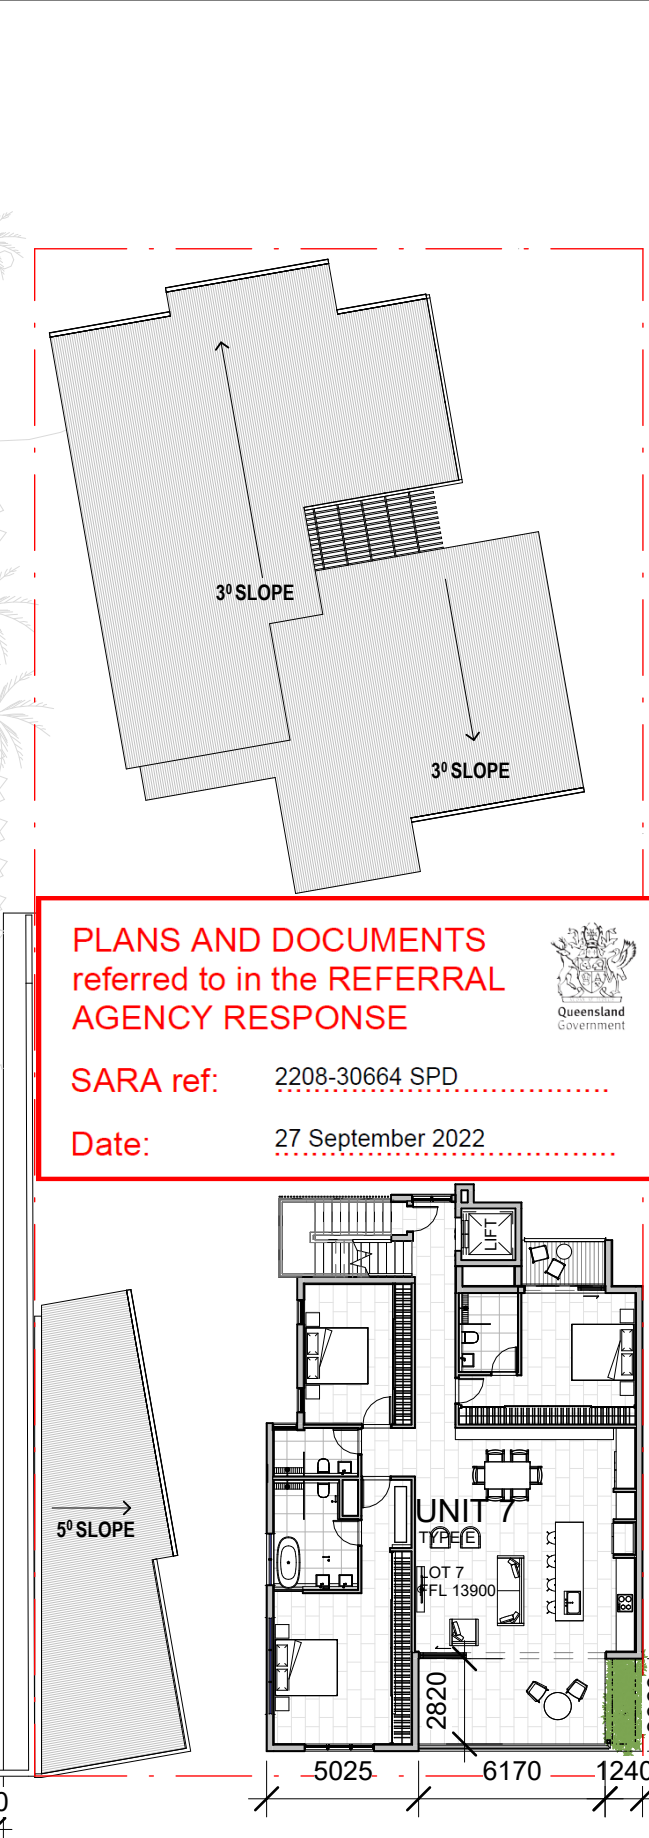 3⁰ SLOPE
3⁰ SLOPE
PLANS AND DOCUMENTS
referred to in the REFERRAL
AGENCY RESPONSE
Queensland
Government
SARA ref: 2208-30664 SPD
Date: 27 September 2022
LIFT
5⁰ SLOPE
UNIT 7
TYPE E
LOT 7
FFL 13900
2820
5025
6170
1240